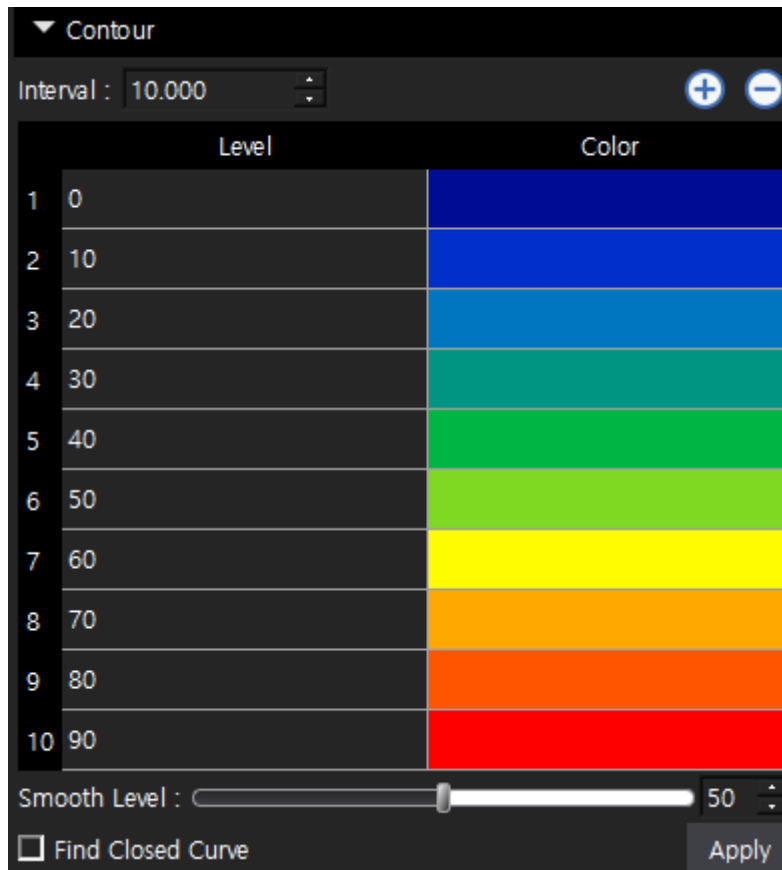 Contour
Interval : 10.000
Level Color
1 0
2 10
3 20
4 30
5 40
6 50
7 60
8 70
9 80
10 90
Smooth Level : 50
Find Closed Curve Apply